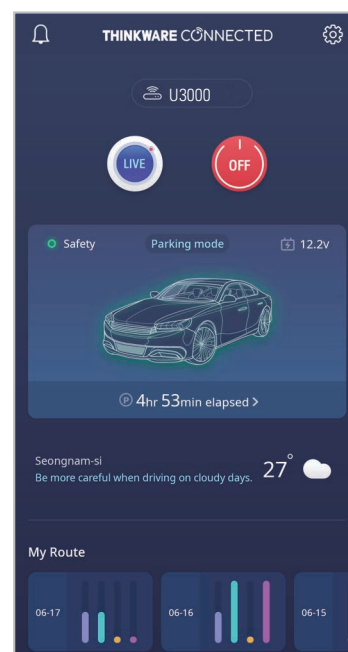 THINKWARE CONNECTED
U3000
LIVE
OFF
Safety
Parking mode
12.2v
P 4hr 53min elapsed >
Seongnam-si
Be more careful when driving on cloudy days.
27°
My Route
06-17
06-16
06-15